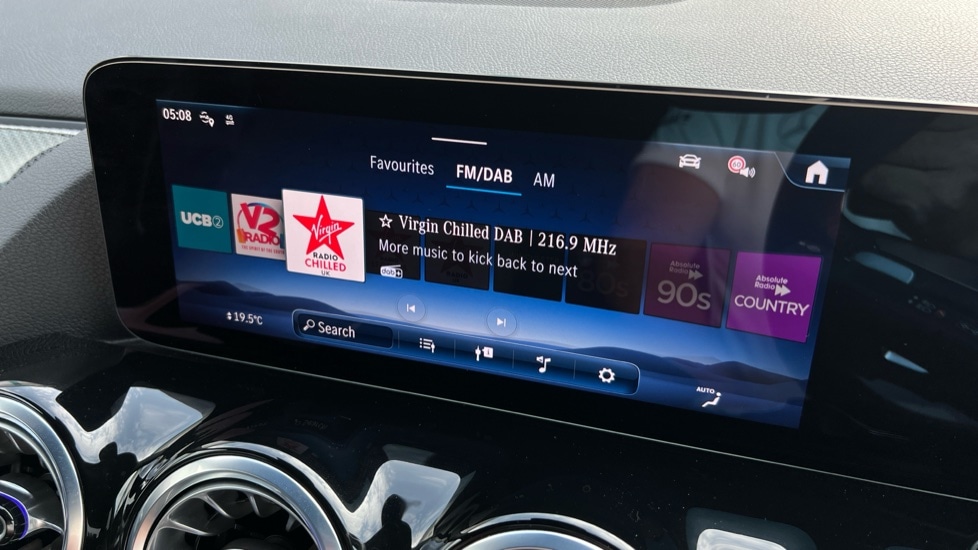 05:08
4G
Favourites FM/DAB AM
UCB2
V2
RADIO
Virgin
RADIO
CHILLED
UK
☆ Virgin Chilled DAB | 216.9 MHz
More music to kick back to next
dab+
80s
Absolute
Radio
90s
Absolute
Radio
COUNTRY
19.5°C
Search
AUTO